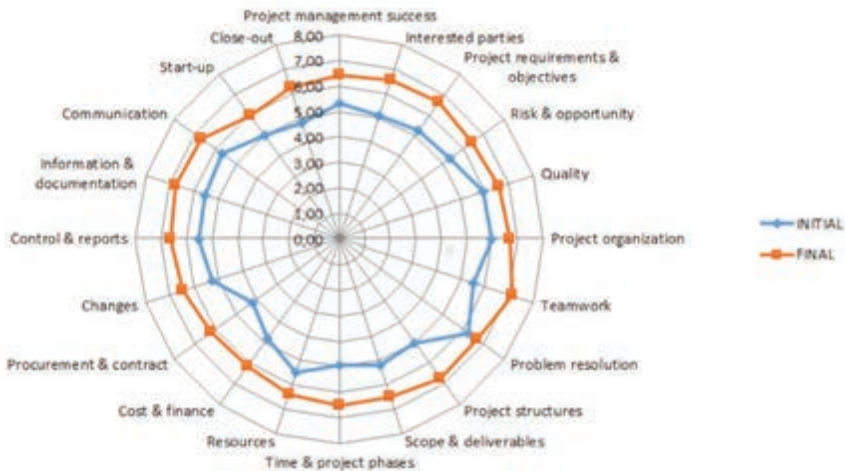 Project management success
8,00
7,00
6,00
5,00
4,00
3,00
2,00
1,00
0,00
Interested parties
Project requirements &
objectives
Risk & opportunity
Quality
Project organization
Teamwork
Problem resolution
Project structures
Scope & deliverables
Time & project phases
Resources
Cost & finance
Procurement & contract
Changes
Control & reports
Information &
documentation
Communication
Start-up
Close-out
INITIAL
FINAL